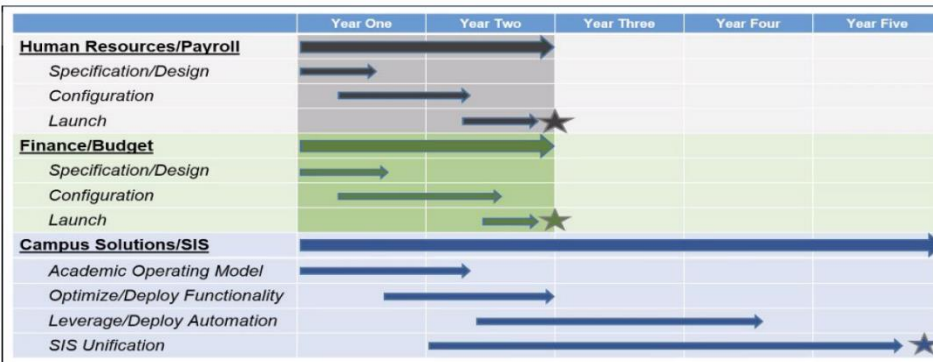 Year One Year Two Year Three Year Four Year Five
Human Resources/Payroll
Specification/Design
Configuration
Launch
Finance/Budget
Specification/Design
Configuration
Launch
Campus Solutions/SIS
Academic Operating Model
Optimize/Deploy Functionality
Leverage/Deploy Automation
SIS Unification